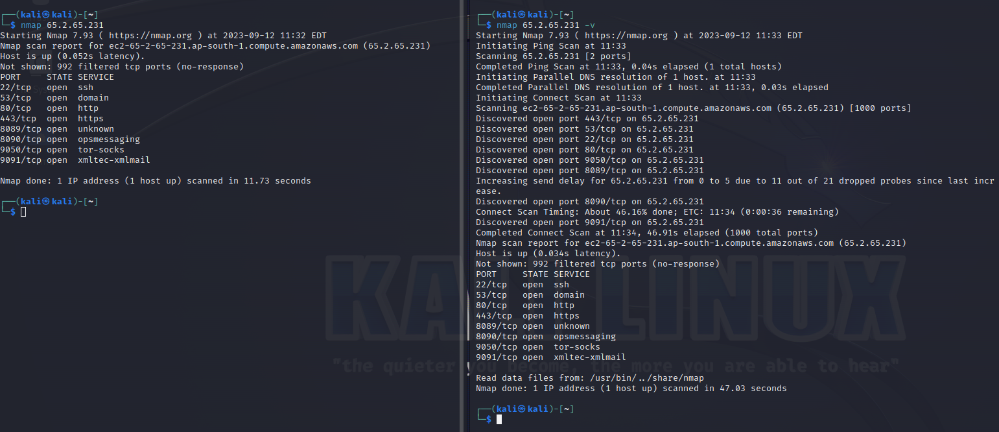 ┌──(kali㉿kali)-[~]
└─$ nmap 65.2.65.231
Starting Nmap 7.93 ( https://nmap.org ) at 2023-09-12 11:32 EDT
Nmap scan report for ec2-65-2-65-231.ap-south-1.compute.amazonaws.com (65.2.65.231)
Host is up (0.052s latency).
Not shown: 992 filtered tcp ports (no-response)
PORT     STATE SERVICE
22/tcp   open  ssh
53/tcp   open  domain
80/tcp   open  http
443/tcp  open  https
8089/tcp open  unknown
8090/tcp open  opsmessaging
9050/tcp open  tor-socks
9091/tcp open  xmltec-xmlmail
Nmap done: 1 IP address (1 host up) scanned in 11.73 seconds
┌──(kali㉿kali)-[~]
└─$
┌──(kali㉿kali)-[~]
└─$ nmap 65.2.65.231 -v
Starting Nmap 7.93 ( https://nmap.org ) at 2023-09-12 11:33 EDT
Initiating Ping Scan at 11:33
Scanning 65.2.65.231 [2 ports]
Completed Ping Scan at 11:33, 0.04s elapsed (1 total hosts)
Initiating Parallel DNS resolution of 1 host. at 11:33
Completed Parallel DNS resolution of 1 host. at 11:33, 0.03s elapsed
Initiating Connect Scan at 11:33
Scanning ec2-65-2-65-231.ap-south-1.compute.amazonaws.com (65.2.65.231) [1000 ports]
Discovered open port 443/tcp on 65.2.65.231
Discovered open port 53/tcp on 65.2.65.231
Discovered open port 22/tcp on 65.2.65.231
Discovered open port 80/tcp on 65.2.65.231
Discovered open port 9050/tcp on 65.2.65.231
Discovered open port 8089/tcp on 65.2.65.231
Increasing send delay for 65.2.65.231 from 0 to 5 due to 11 out of 21 dropped probes since last incr
ease.
Discovered open port 8090/tcp on 65.2.65.231
Connect Scan Timing: About 46.16% done; ETC: 11:34 (0:00:36 remaining)
Discovered open port 9091/tcp on 65.2.65.231
Completed Connect Scan at 11:34, 46.91s elapsed (1000 total ports)
Nmap scan report for ec2-65-2-65-231.ap-south-1.compute.amazonaws.com (65.2.65.231)
Host is up (0.034s latency).
Not shown: 992 filtered tcp ports (no-response)
PORT     STATE SERVICE
22/tcp   open  ssh
53/tcp   open  domain
80/tcp   open  http
443/tcp  open  https
8089/tcp open  unknown
8090/tcp open  opsmessaging
9050/tcp open  tor-socks
9091/tcp open  xmltec-xmlmail
Read data files from: /usr/bin/../share/nmap
Nmap done: 1 IP address (1 host up) scanned in 47.03 seconds
┌──(kali㉿kali)-[~]
└─$
KALI LINUX
"the quieter you become, the more you are able to hear"